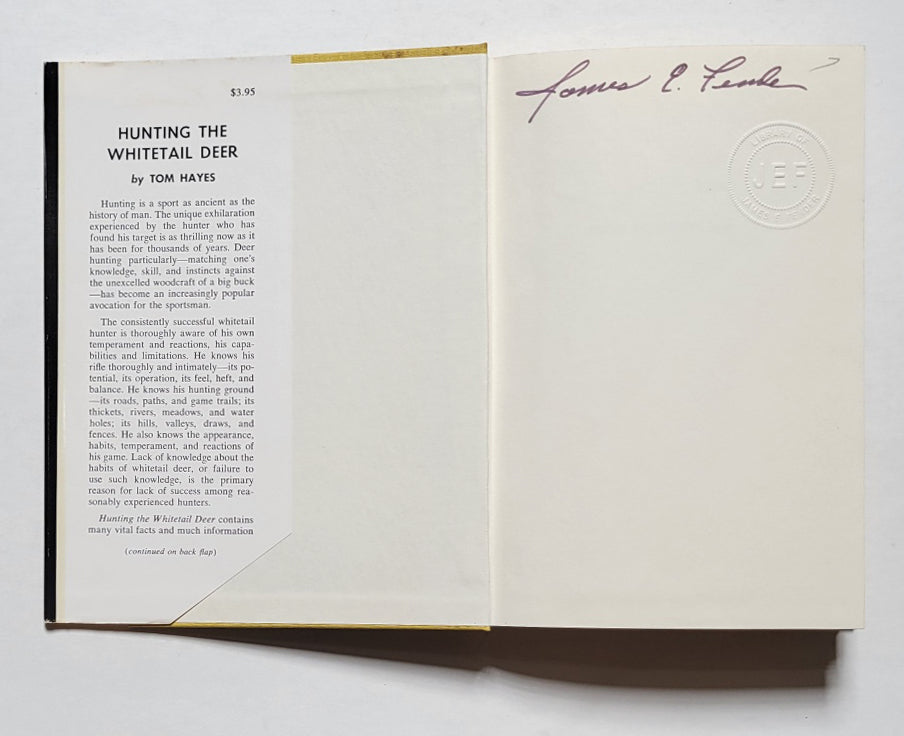 $3.95
HUNTING THE
WHITETAIL DEER
by TOM HAYES
Hunting is a sport as ancient as the
history of man. The unique exhilaration
experienced by the hunter who has
found his target is as thrilling now as it
has been for thousands of years. Deer
hunting particularly—matching one's
knowledge, skill, and instincts against
the unexcelled woodcraft of a big buck
—has become an increasingly popular
avocation for the sportsman.
The consistently successful whitetail
hunter is thoroughly aware of his own
temperament and reactions, his capa-
bilities and limitations. He knows his
rifle thoroughly and intimately—its po-
tential, its operation, its feel, heft, and
balance. He knows his hunting ground
—its roads, paths, and game trails; its
thickets, rivers, meadows, and water
holes; its hills, valleys, draws, and
fences. He also knows the appearance,
habits, temperament, and reactions of
his game. Lack of knowledge about the
habits of whitetail deer, or failure to
use such knowledge, is the primary
reason for lack of success among rea-
sonably experienced hunters.
Hunting the Whitetail Deer contains
many vital facts and much information
(continued on back flap)
James E. Fender
LIBRARY OF
JEF
JAMES E FENDER